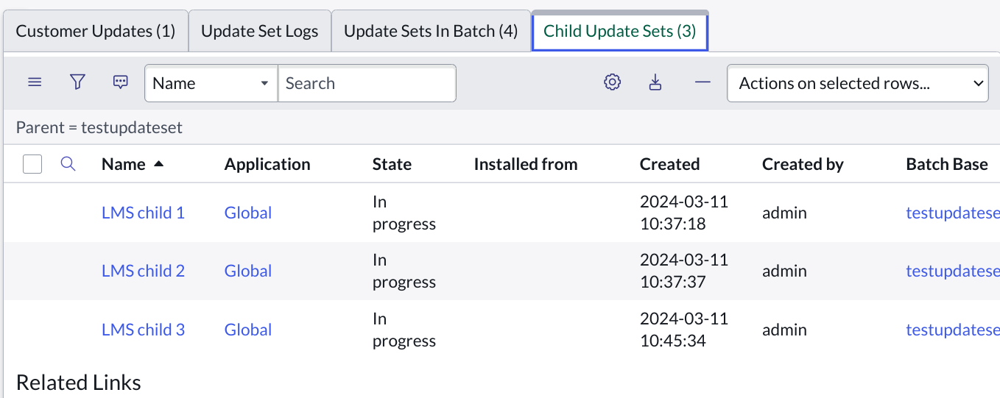 Customer Updates (1) Update Set Logs Update Sets In Batch (4) Child Update Sets (3)
Name Search Actions on selected rows...
Parent = testupdateset
Name Application State Installed from Created Created by Batch Base
LMS child 1 Global In progress 2024-03-11 10:37:18 admin testupdatese
LMS child 2 Global In progress 2024-03-11 10:37:37 admin testupdatese
LMS child 3 Global In progress 2024-03-11 10:45:34 admin testupdatese
Related Links